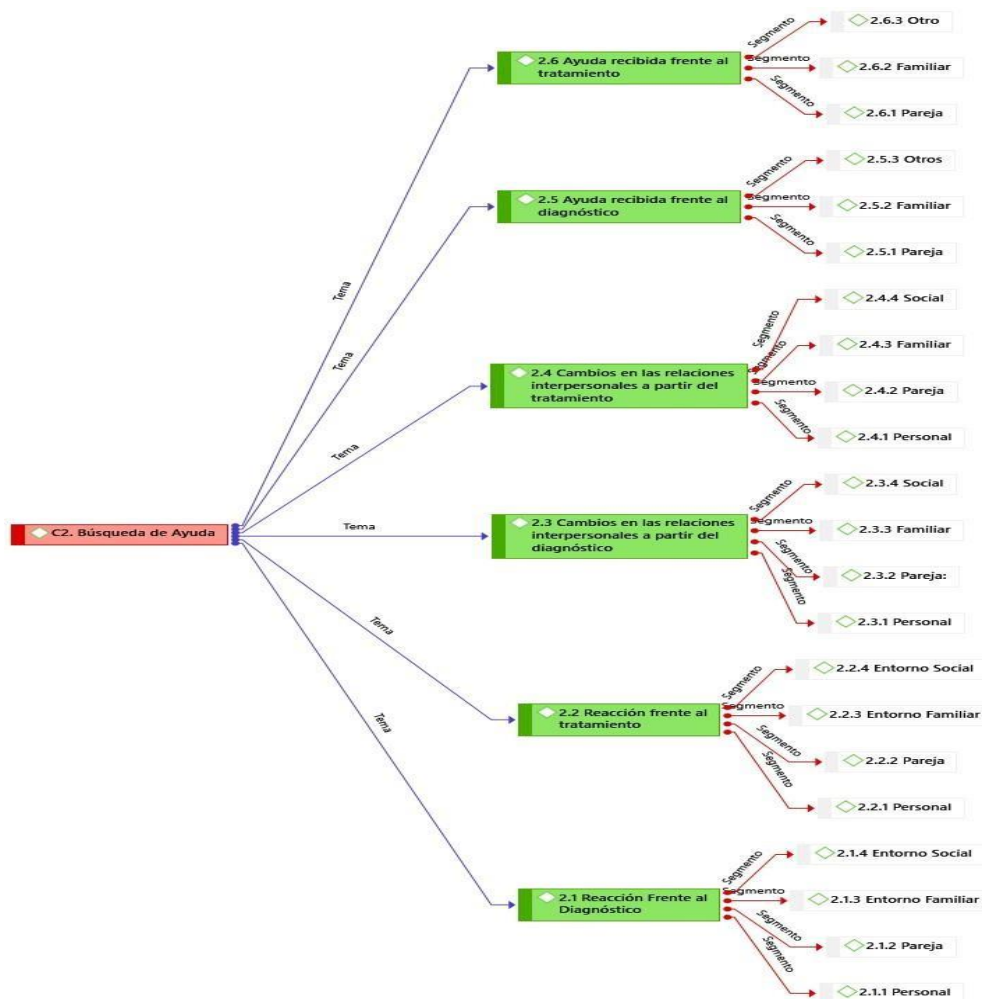 2.6.3 Otro
Segmento
2.6 Ayuda recibida frente al
tratamiento
Segmento
2.6.2 Familiar
Segmento
2.6.1 Pareja
2.5.3 Otros
Segmento
2.5 Ayuda recibida frente al
diagnóstico
Segmento
2.5.2 Familiar
Segmento
2.5.1 Pareja
Tema
Tema
2.4.4 Social
Segmento
2.4.3 Familiar
Segmento
2.4 Cambios en las relaciones
interpersonales a partir del
tratamiento
Segmento
2.4.2 Pareja
Segmento
2.4.1 Personal
Tema
2.3.4 Social
Segmento
C2. Búsqueda de Ayuda
Tema
2.3 Cambios en las relaciones
interpersonales a partir del
diagnóstico
Segmento
2.3.3 Familiar
Segmento
2.3.2 Pareja:
Segmento
2.3.1 Personal
Tema
2.2.4 Entorno Social
Segmento
2.2 Reacción frente al
tratamiento
Segmento
2.2.3 Entorno Familiar
Segmento
2.2.2 Pareja
Segmento
2.2.1 Personal
Tema
2.1.4 Entorno Social
Segmento
2.1 Reacción Frente al
Diagnóstico
Segmento
2.1.3 Entorno Familiar
Segmento
2.1.2 Pareja
Segmento
2.1.1 Personal